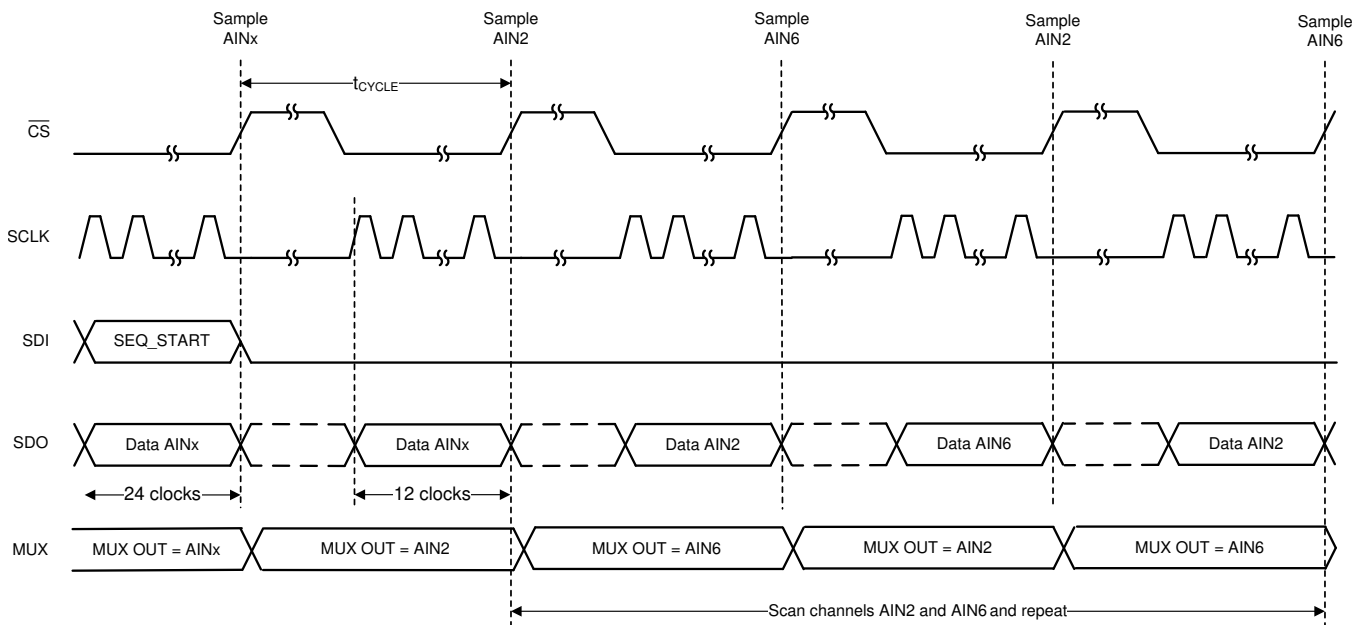 Sample
AINx
Sample
AIN2
Sample
AIN6
Sample
AIN2
Sample
AIN6
tCYCLE
CS
SCLK
SDI
SEQ_START
SDO
Data AINx
Data AINx
Data AIN2
Data AIN6
Data AIN2
24 clocks
12 clocks
MUX
MUX OUT = AINx
MUX OUT = AIN2
MUX OUT = AIN6
MUX OUT = AIN2
MUX OUT = AIN6
Scan channels AIN2 and AIN6 and repeat